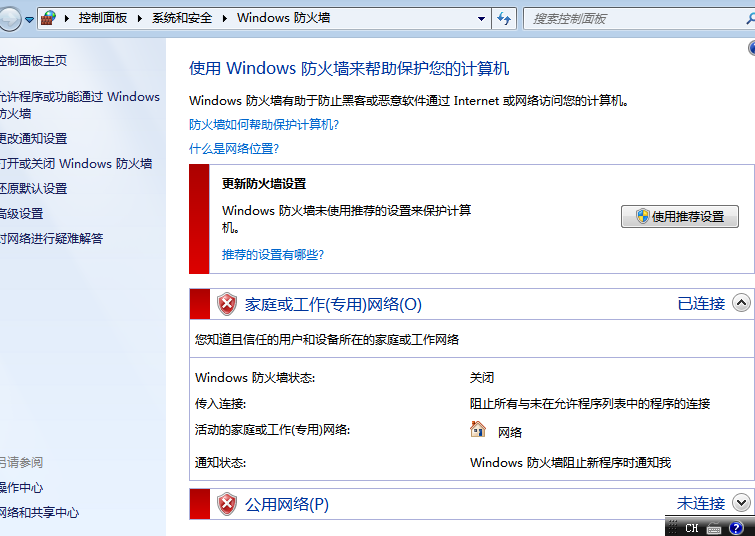 控制面板 ▸ 系统和安全 ▸ Windows 防火墙
搜索控制面板
控制面板主页
允许程序或功能通过 Windows
防火墙
更改通知设置
打开或关闭 Windows 防火墙
还原默认设置
高级设置
对网络进行疑难解答
另请参阅
操作中心
网络和共享中心
使用 Windows 防火墙来帮助保护您的计算机
Windows 防火墙有助于防止黑客或恶意软件通过 Internet 或网络访问您的计算机。
防火墙如何帮助保护计算机?
什么是网络位置?
更新防火墙设置
Windows 防火墙未使用推荐的设置来保护计算
机。
使用推荐设置
推荐的设置有哪些?
家庭或工作(专用)网络(O) 已连接
您知道且信任的用户和设备所在的家庭或工作网络
Windows 防火墙状态: 关闭
传入连接: 阻止所有与未在允许程序列表中的程序的连接
活动的家庭或工作(专用)网络: 网络
通知状态: Windows 防火墙阻止新程序时通知我
公用网络(P) 未连接
CH